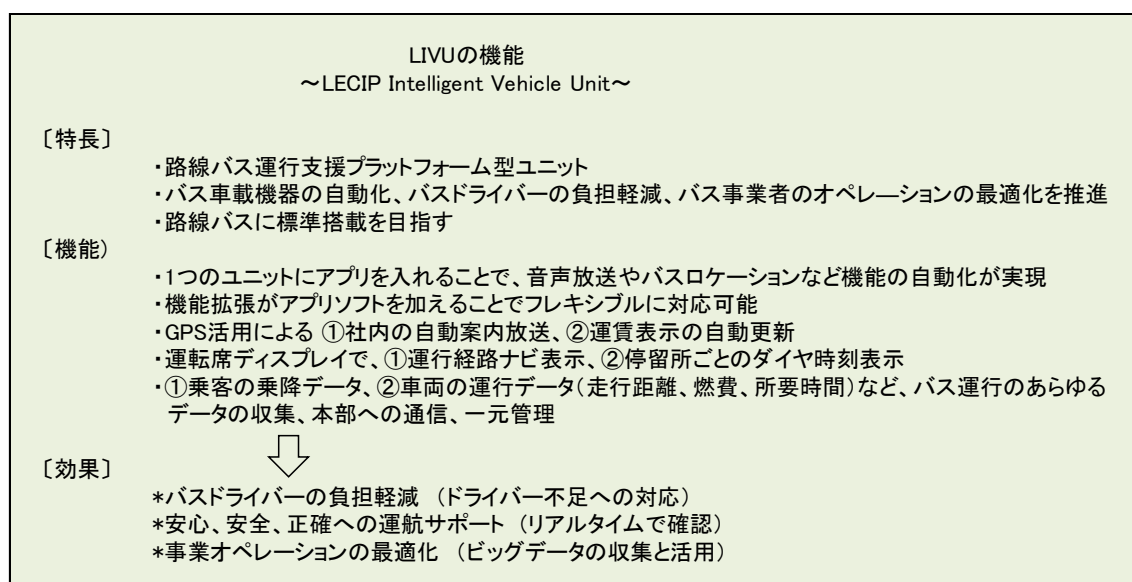 LIVUの機能
～LECIP Intelligent Vehicle Unit～
〔特長〕
・路線バス運行支援プラットフォーム型ユニット
・バス車載機器の自動化、バスドライバーの負担軽減、バス事業者のオペレ―ションの最適化を推進
・路線バスに標準搭載を目指す
〔機能)
・1つのユニットにアプリを入れることで、音声放送やバスロケーションなど機能の自動化が実現
・機能拡張がアプリソフトを加えることでフレキシブルに対応可能
・GPS活用による ①社内の自動案内放送、②運賃表示の自動更新
・運転席ディスプレイで、①運行経路ナビ表示、②停留所ごとのダイヤ時刻表示
・①乗客の乗降データ、②車両の運行データ(走行距離、燃費、所要時間)など、バス運行のあらゆる
データの収集、本部への通信、一元管理
〔効果〕
*バスドライバーの負担軽減 (ドライバー不足への対応)
*安心、安全、正確への運航サポート (リアルタイムで確認)
*事業オペレーションの最適化 (ビッグデータの収集と活用)